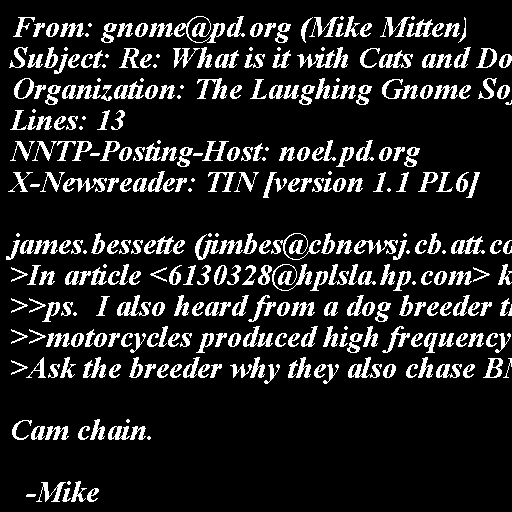 From: gnome@pd.org (Mike Mitten)
Subject: Re: What is it with Cats and Do
Organization: The Laughing Gnome So
Lines: 13
NNTP-Posting-Host: noel.pd.org
X-Newsreader: TIN [version 1.1 PL6]

james.bessette (jimbes@cbnewsj.cb.att.co
>In article <6130328@hplsla.hp.com> k
>>ps.  I also heard from a dog breeder t
>>motorcycles produced high frequency
>Ask the breeder why they also chase BM

Cam chain.

-Mike